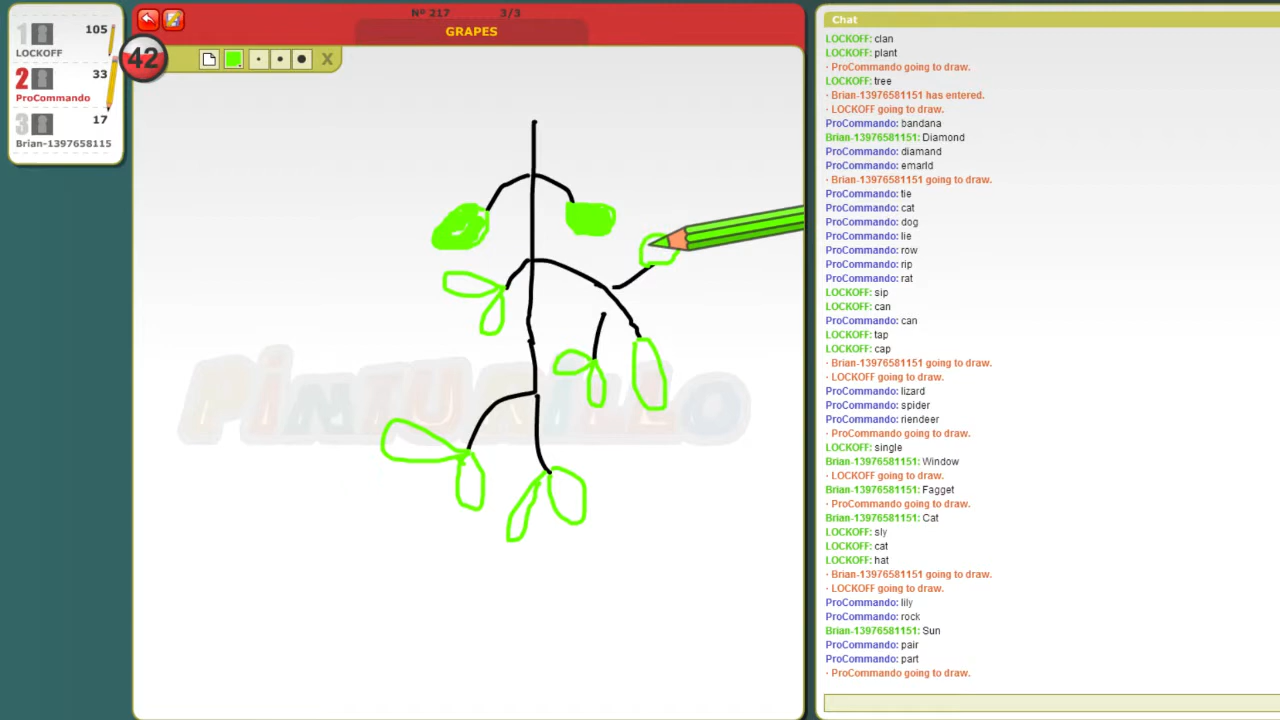 1 105
LOCKOFF
2 33
ProCommando
3 17
Brian-1397658115
42
Nº 217 3/3
GRAPES
X
Chat
LOCKOFF: clan
LOCKOFF: plant
· ProCommando going to draw.
LOCKOFF: tree
· Brian-13976581151 has entered.
· LOCKOFF going to draw.
ProCommando: bandana
Brian-13976581151: Diamond
ProCommando: diamand
ProCommando: emarld
· Brian-13976581151 going to draw.
ProCommando: tie
ProCommando: cat
ProCommando: dog
ProCommando: lie
ProCommando: row
ProCommando: rip
ProCommando: rat
LOCKOFF: sip
LOCKOFF: can
ProCommando: can
LOCKOFF: tap
LOCKOFF: cap
· Brian-13976581151 going to draw.
· LOCKOFF going to draw.
ProCommando: lizard
ProCommando: spider
ProCommando: riendeer
· ProCommando going to draw.
LOCKOFF: single
Brian-13976581151: Window
· LOCKOFF going to draw.
Brian-13976581151: Fagget
· ProCommando going to draw.
Brian-13976581151: Cat
LOCKOFF: sly
LOCKOFF: cat
LOCKOFF: hat
· Brian-13976581151 going to draw.
· LOCKOFF going to draw.
ProCommando: lily
ProCommando: rock
Brian-13976581151: Sun
ProCommando: pair
ProCommando: part
· ProCommando going to draw.